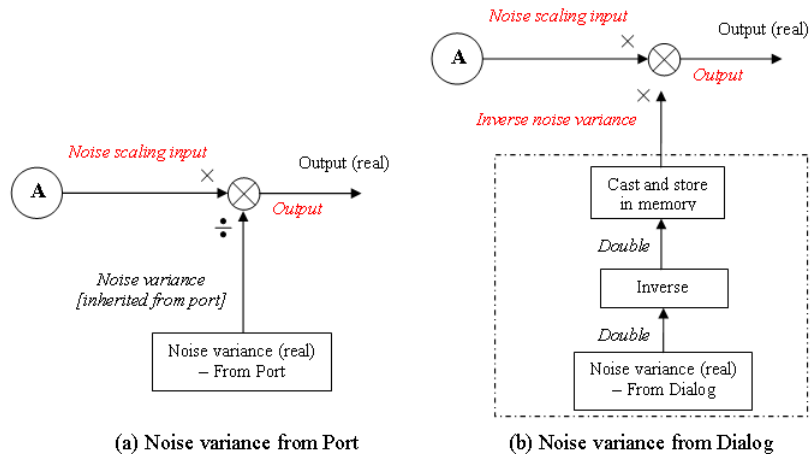 Noise scaling input
×
A
Output (real)
Output
÷
Noise variance
[inherited from port]
Noise variance (real)
– From Port
(a) Noise variance from Port
Noise scaling input
×
A
Output (real)
Output
×
Inverse noise variance
Cast and store
in memory
Double
Inverse
Double
Noise variance (real)
– From Dialog
(b) Noise variance from Dialog